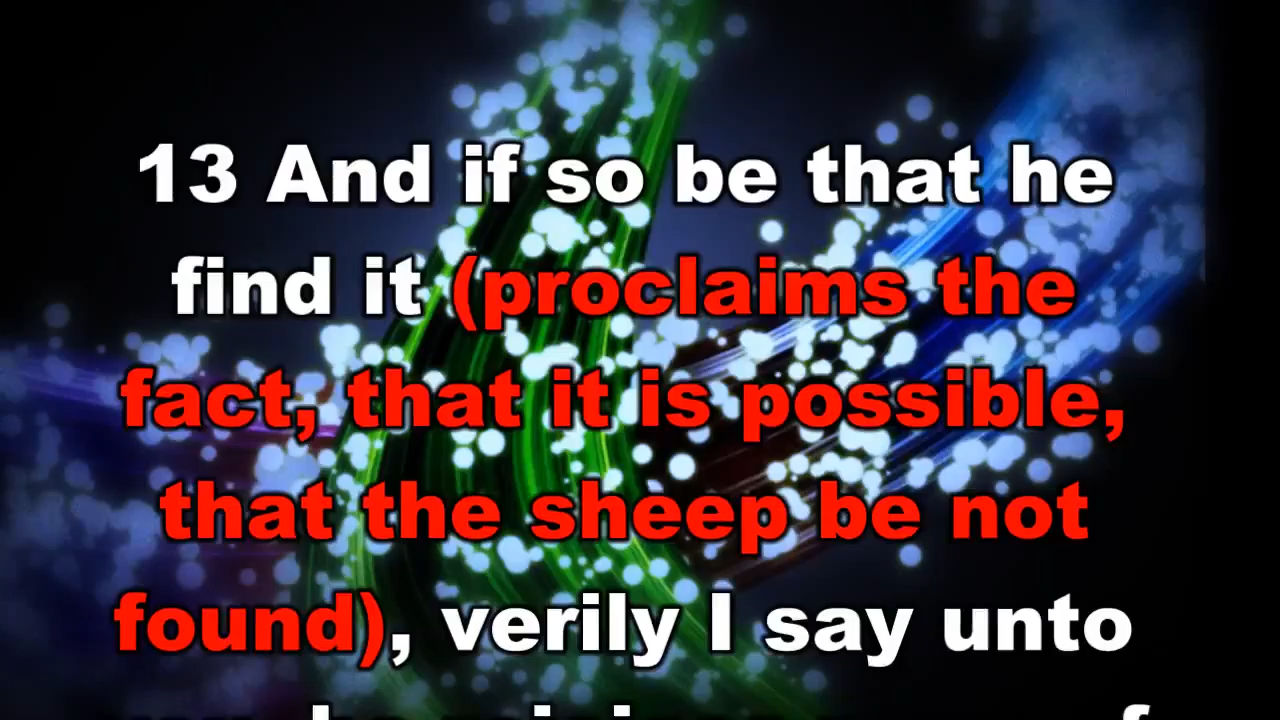 13 And if so be that he
find it (proclaims the
fact, that it is possible,
that the sheep be not
found), verily I say unto